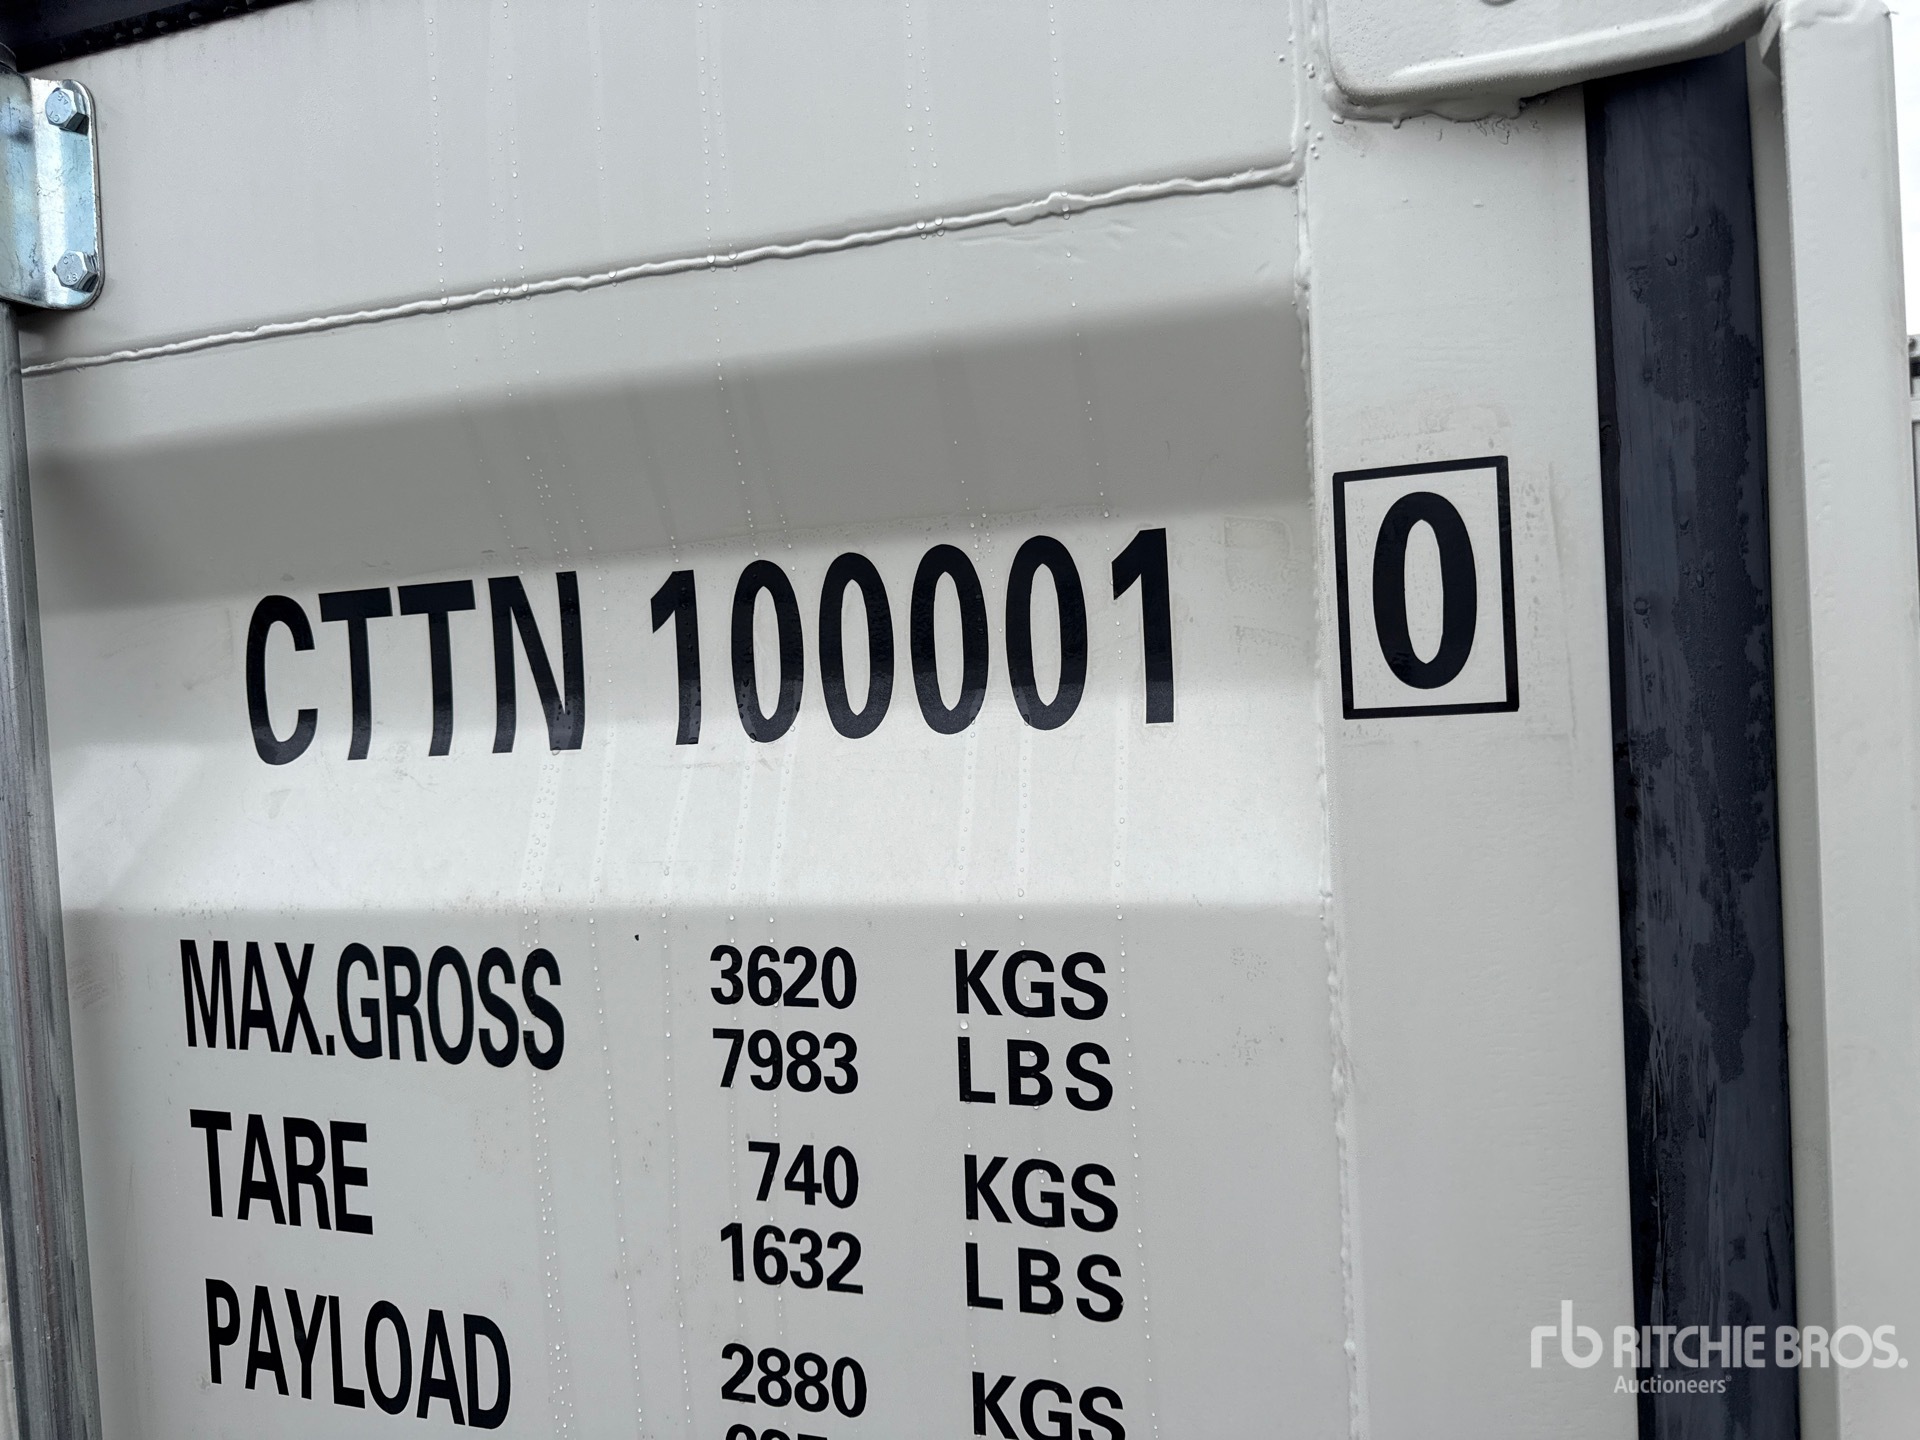 CTTN 100001 0
MAX.GROSS 3620 KGS
7983 LBS
TARE 740 KGS
1632 LBS
PAYLOAD 2880 KGS
rb RITCHIE BROS.
Auctioneers®